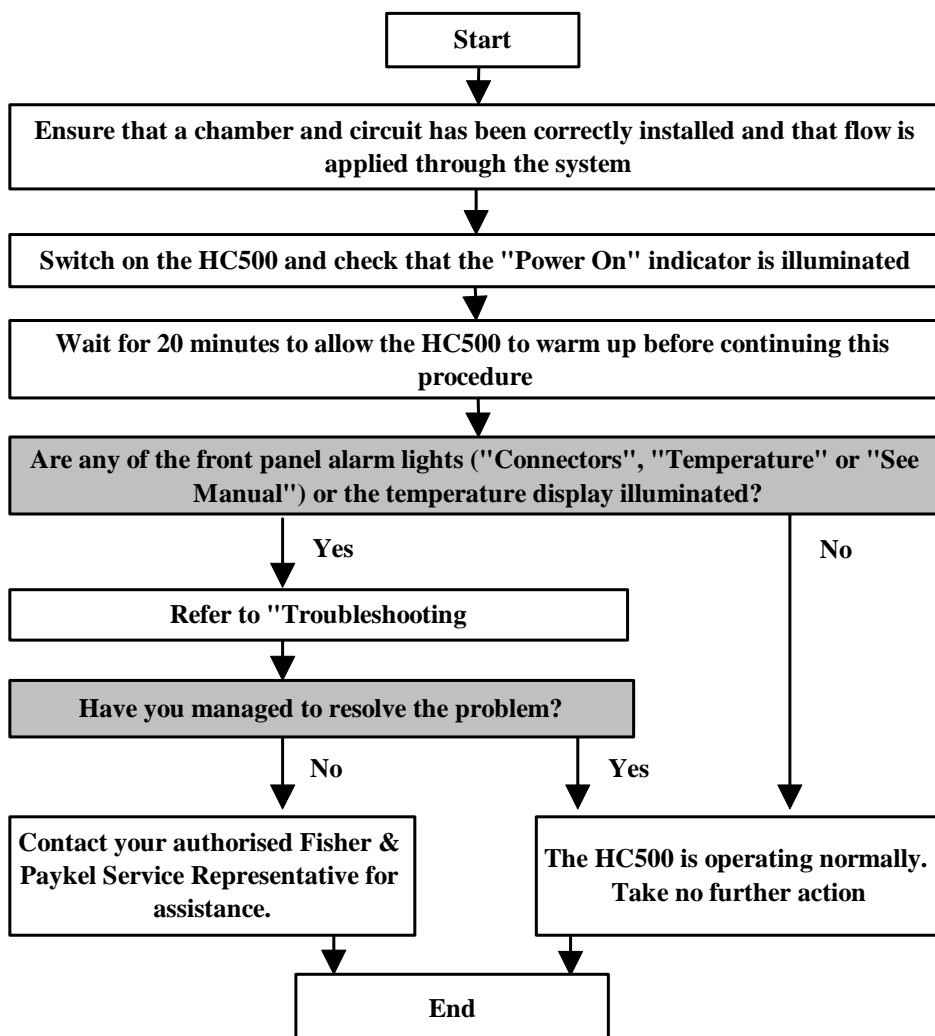 Start
Ensure that a chamber and circuit has been correctly installed and that flow is
applied through the system
Switch on the HC500 and check that the "Power On" indicator is illuminated
Wait for 20 minutes to allow the HC500 to warm up before continuing this
procedure
Are any of the front panel alarm lights ("Connectors", "Temperature" or "See
Manual") or the temperature display illuminated?
Yes
No
Refer to "Troubleshooting
Have you managed to resolve the problem?
No
Yes
Contact your authorised Fisher &
Paykel Service Representative for
assistance.
The HC500 is operating normally.
Take no further action
End